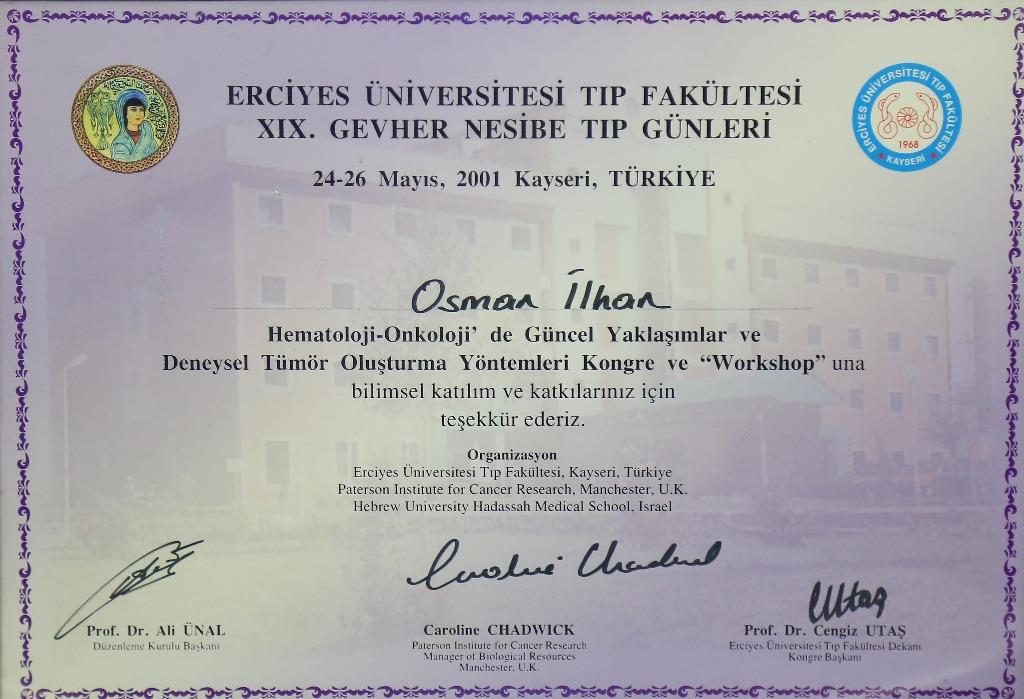 ERCİYES ÜNİVERSİTESİ TIP FAKÜLTESİ
XIX. GEVHER NESİBE TIP GÜNLERİ
24-26 Mayıs, 2001 Kayseri, TÜRKİYE
ERCİYES ÜNİVERSİTESİ TIP FAKÜLTESİ
1968
KAYSERİ
Osman İlhan
Hematoloji-Onkoloji' de Güncel Yaklaşımlar ve
Deneysel Tümör Oluşturma Yöntemleri Kongre ve “Workshop” una
bilimsel katılım ve katkılarınız için
teşekkür ederiz.
Organizasyon
Erciyes Üniversitesi Tıp Fakültesi, Kayseri, Türkiye
Paterson Institute for Cancer Research, Manchester, U.K.
Hebrew University Hadassah Medical School, Israel
Caroline Chadwick
Utaş
Prof. Dr. Ali ÜNAL
Düzenleme Kurulu Başkanı
Caroline CHADWICK
Paterson Institute for Cancer Research
Manager of Biological Resources
Manchester, U.K.
Prof. Dr. Cengiz UTAŞ
Erciyes Üniversitesi Tıp Fakültesi Dekanı
Kongre Başkanı